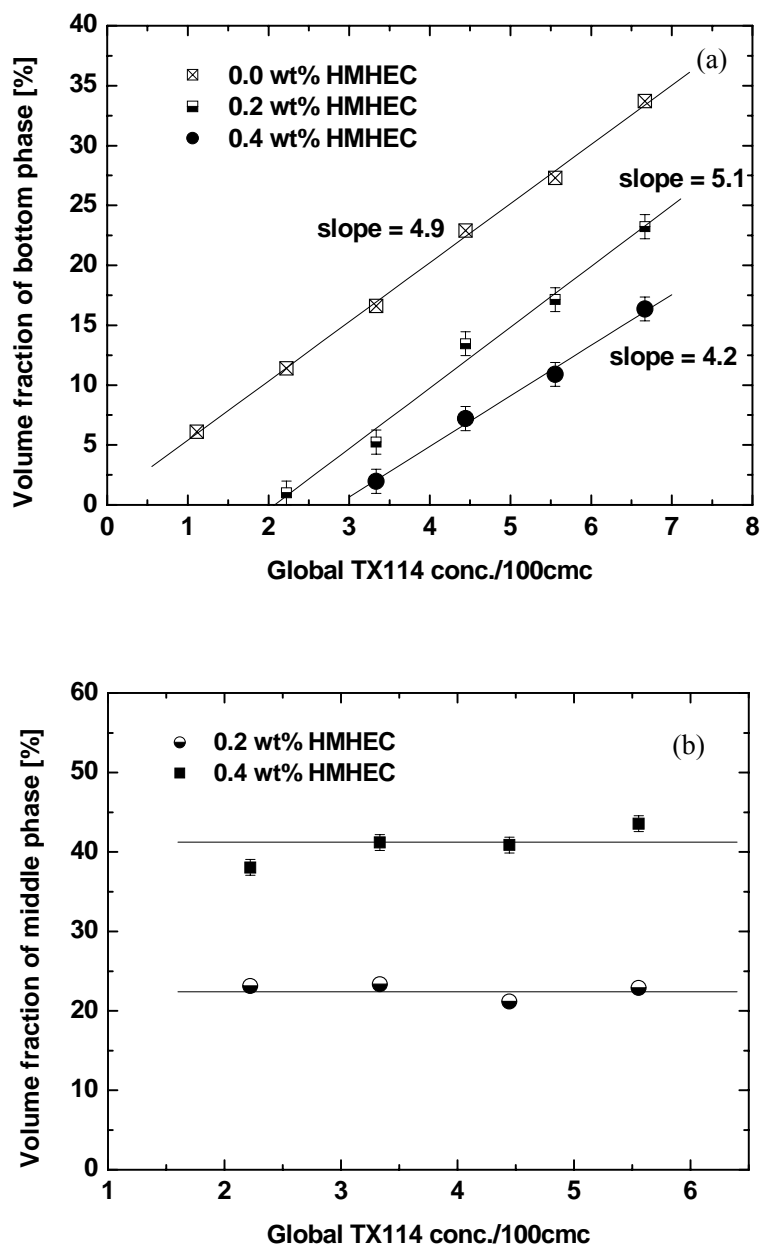 (a)
0.0 wt% HMHEC
0.2 wt% HMHEC
0.4 wt% HMHEC
slope = 4.9
slope = 5.1
slope = 4.2
Volume fraction of bottom phase [%]
40
35
30
25
20
15
10
5
0
0 1 2 3 4 5 6 7 8
Global TX114 conc./100cmc
(b)
0.2 wt% HMHEC
0.4 wt% HMHEC
Volume fraction of middle phase [%]
60
50
40
30
20
10
0
1 2 3 4 5 6
Global TX114 conc./100cmc